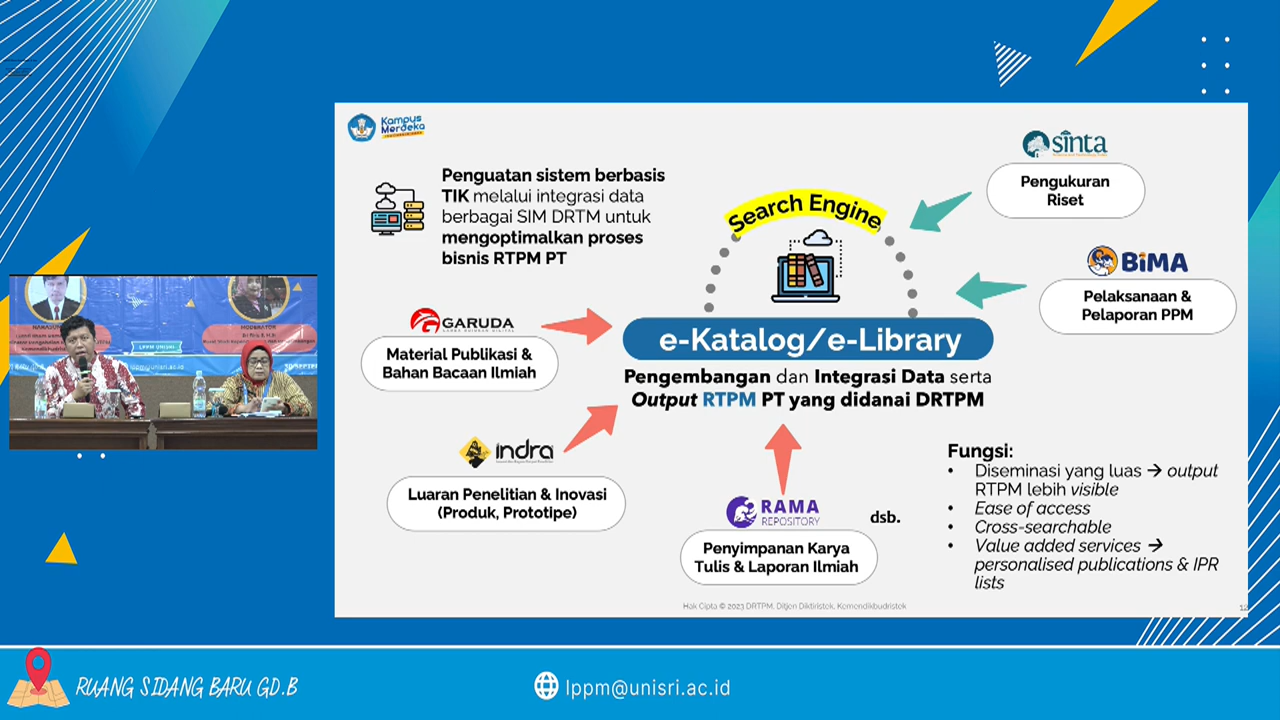 Kampus
Merdeka
Penguatan sistem berbasis
TIK melalui integrasi data
berbagai SIM DRTM untuk
mengoptimalkan proses
bisnis RTPM PT
Search Engine
sinta
Pengukuran
Riset
BiMA
Pelaksanaan &
Pelaporan PPM
GARUDA
Material Publikasi &
Bahan Bacaan Ilmiah
e-Katalog/e-Library
Pengembangan dan Integrasi Data serta
Output RTPM PT yang didanai DRTPM
indra
Luaran Penelitian & Inovasi
(Produk, Prototipe)
RAMA
REPOSITORY
dsb.
Penyimpanan Karya
Tulis & Laporan Ilmiah
Fungsi:
• Diseminasi yang luas → output
RTPM lebih visible
• Ease of access
• Cross-searchable
• Value added services →
personalised publications & IPR
lists
Hak Cipta © 2023 DRTPM, Ditjen Diktiristek, Kemendikbudristek
MODERATOR
LPPM UNISRI
RUANG SIDANG BARU GD.B
lppm@unisri.ac.id